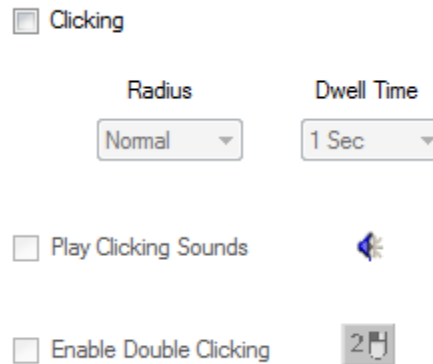 Clicking
Radius Dwell Time
Normal 1 Sec
Play Clicking Sounds
Enable Double Clicking 2